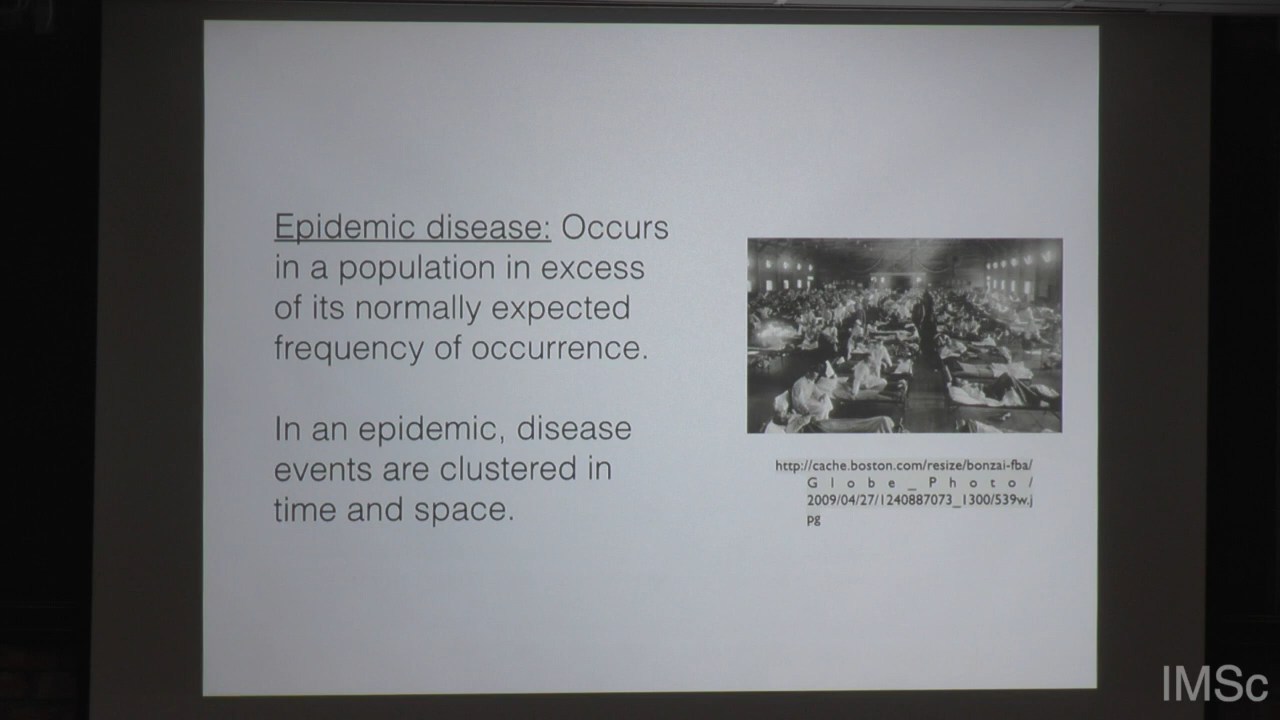 Epidemic disease: Occurs
in a population in excess
of its normally expected
frequency of occurrence.
In an epidemic, disease
events are clustered in
time and space.
http://cache.boston.com/resize/bonzai-fba/
Globe_Photo/
2009/04/27/1240887073_1300/539w.j
pg
IMSc